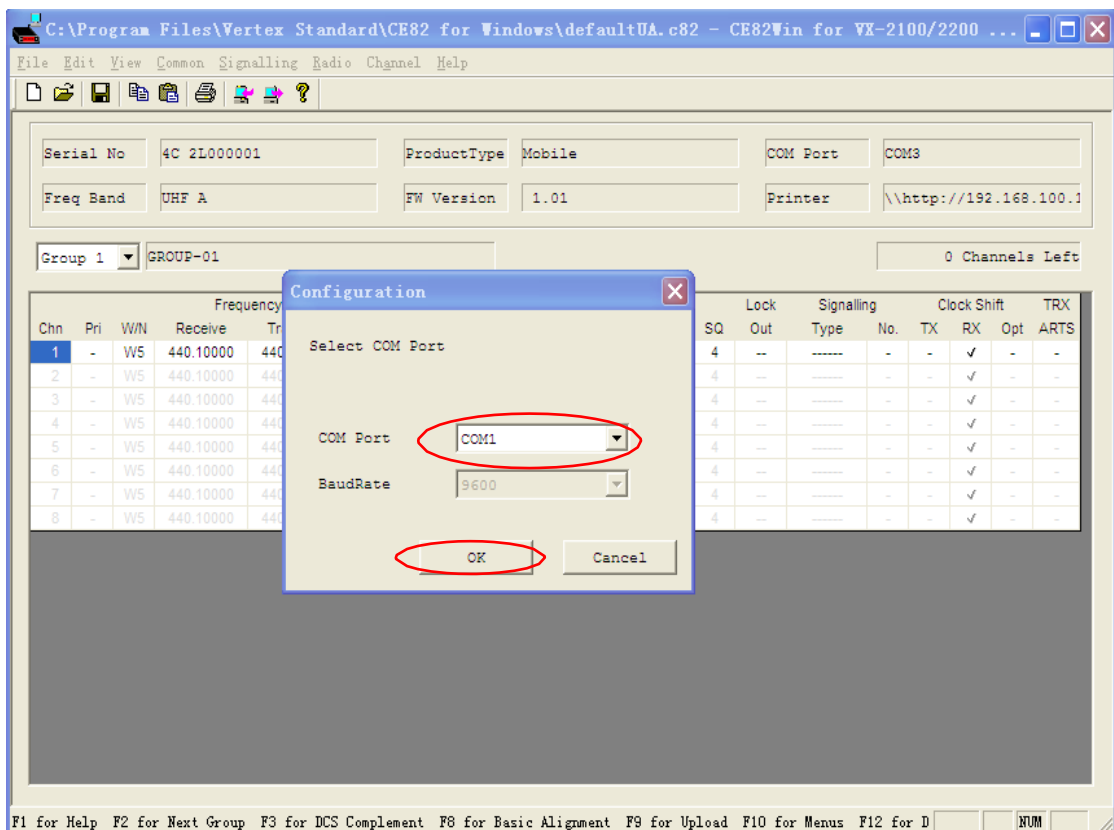 C:\Program Files\Vertex Standard\CE82 for Windows\defaultUA.c82 - CE82Win for VX-2100/2200 ...
File Edit View Common Signalling Radio Channel Help
Serial No 4C 2L000001 ProductType Mobile COM Port COM3
Freq Band UHF A FW Version 1.01 Printer \\http://192.168.100.1
Group 1 GROUP-01 0 Channels Left
Frequency Lock Signalling Clock Shift TRX
Chn Pri W/N Receive Tr SQ Out Type No. TX RX Opt ARTS
1 - W5 440.10000 440 4 -- ------ - - √ - -
2 - W5 440.10000 440 4 -- ------ - - √ - -
3 - W5 440.10000 440 4 -- ------ - - √ - -
4 - W5 440.10000 440 4 -- ------ - - √ - -
5 - W5 440.10000 440 4 -- ------ - - √ - -
6 - W5 440.10000 440 4 -- ------ - - √ - -
7 - W5 440.10000 440 4 -- ------ - - √ - -
8 - W5 440.10000 440 4 -- ------ - - √ - -
Configuration
Select COM Port
COM Port COM1
BaudRate 9600
OK Cancel
F1 for Help F2 for Next Group F3 for DCS Complement F8 for Basic Alignment F9 for Upload F10 for Menus F12 for D NUM